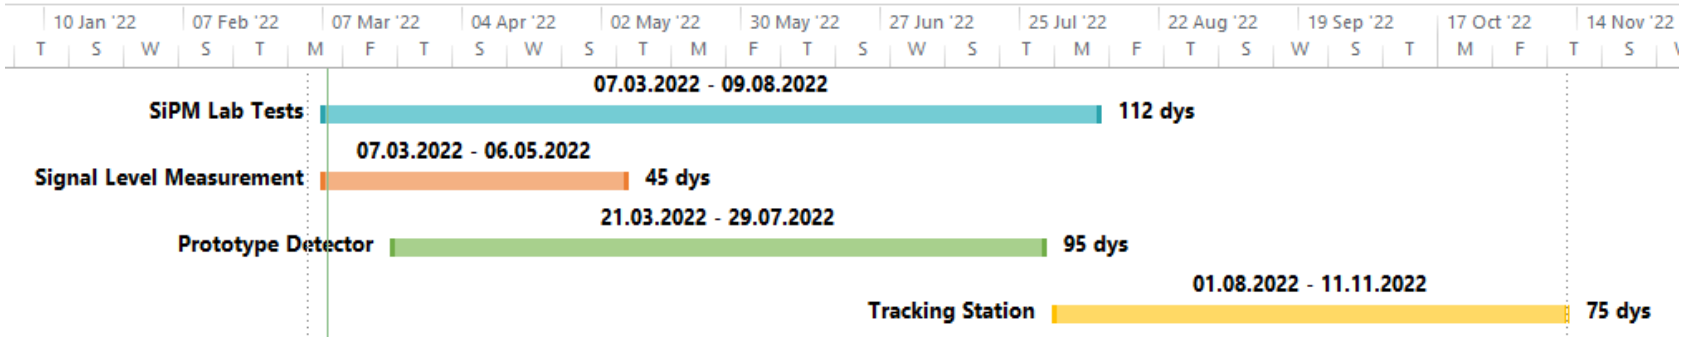 10 Jan '22 07 Feb '22 07 Mar '22 04 Apr '22 02 May '22 30 May '22 27 Jun '22 25 Jul '22 22 Aug '22 19 Sep '22 17 Oct '22 14 Nov '22
T S W S T M F T S W S T M F T S W S T M F T S W S T M F T S
07.03.2022 - 09.08.2022
SiPM Lab Tests 112 dys
07.03.2022 - 06.05.2022
Signal Level Measurement 45 dys
21.03.2022 - 29.07.2022
Prototype Detector 95 dys
01.08.2022 - 11.11.2022
Tracking Station 75 dys